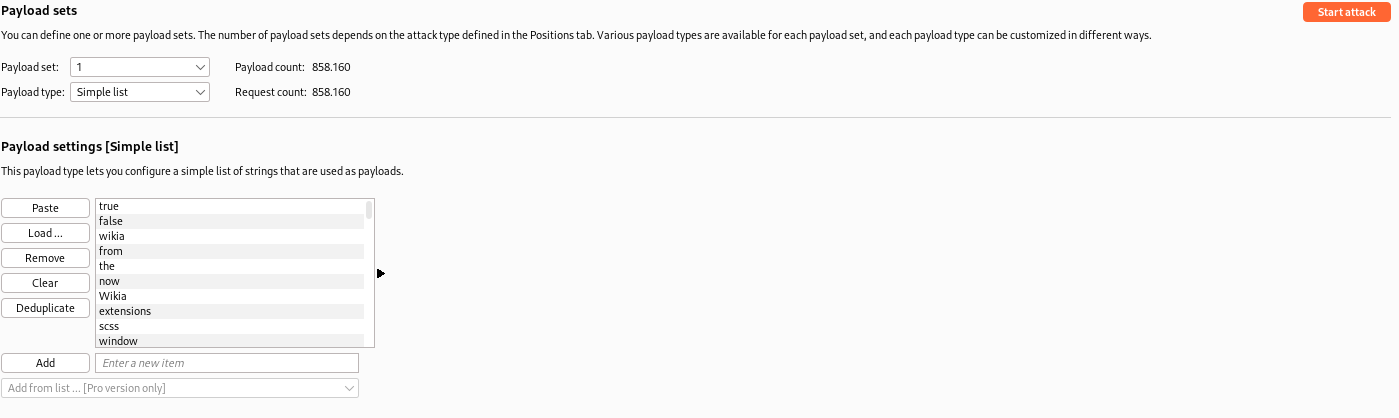 Payload sets
Start attack
You can define one or more payload sets. The number of payload sets depends on the attack type defined in the Positions tab. Various payload types are available for each payload set, and each payload type can be customized in different ways.
Payload set: 1 Payload count: 858.160
Payload type: Simple list Request count: 858.160
Payload settings [Simple list]
This payload type lets you configure a simple list of strings that are used as payloads.
Paste
Load ...
Remove
Clear
Deduplicate
true
false
wikia
from
the
now
Wikia
extensions
scss
window
Add Enter a new item
Add from list ... [Pro version only]